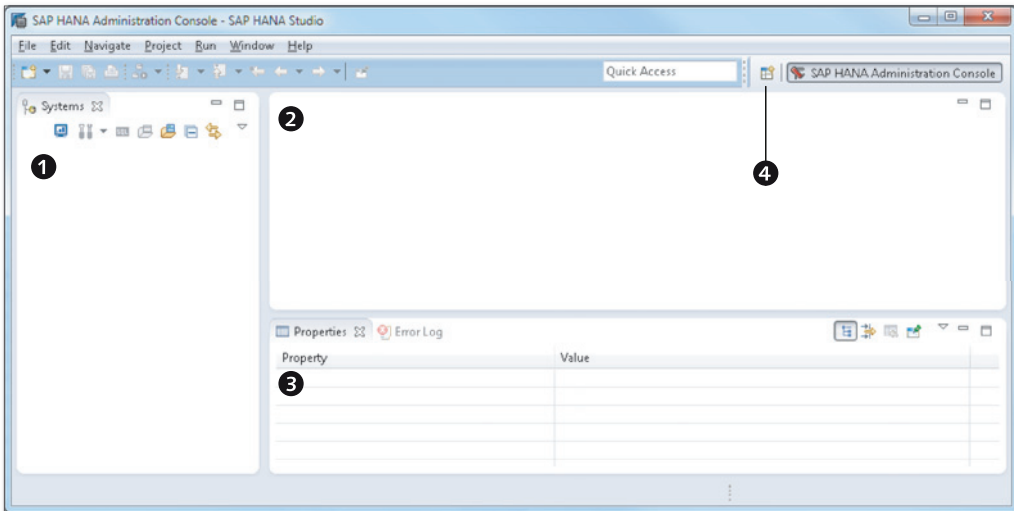 SAP HANA Administration Console - SAP HANA Studio
File Edit Navigate Project Run Window Help
Quick Access
SAP HANA Administration Console
Systems
1
2
4
Properties Error Log
Property Value
3